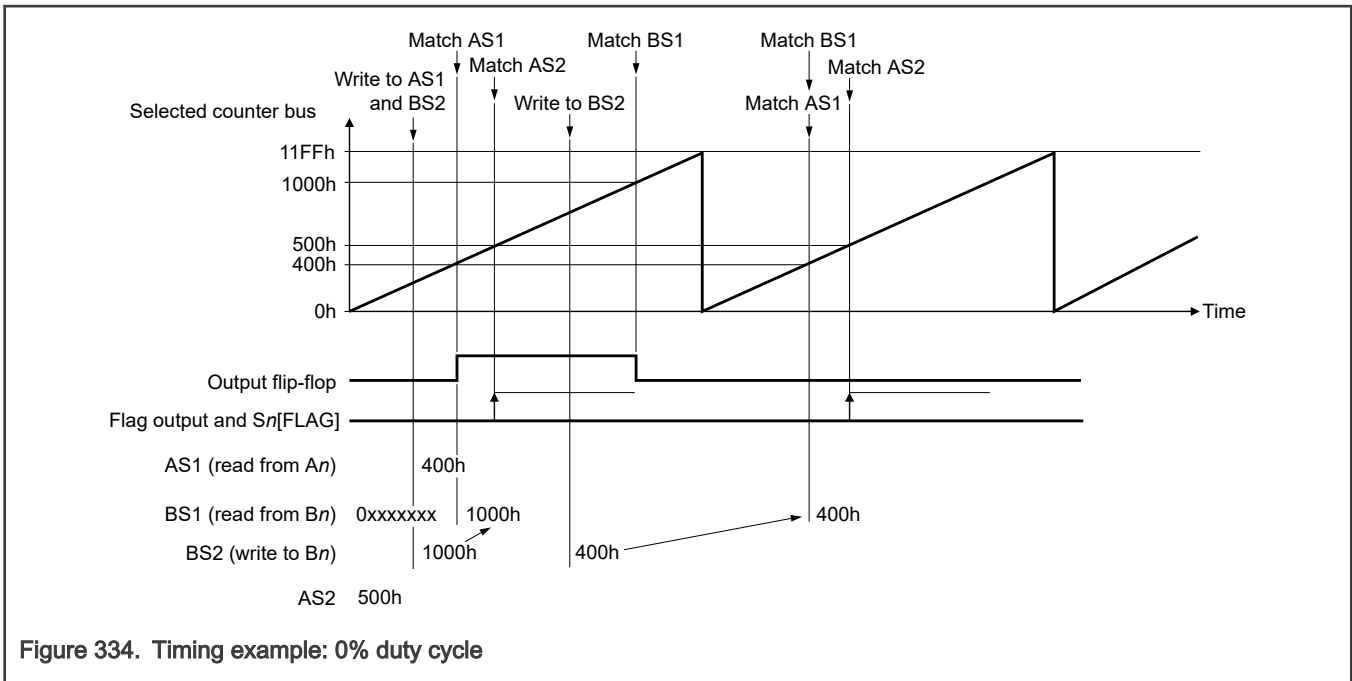 Match AS1
Match BS1
Match BS1
Match AS2
Match AS2
Write to AS1
and BS2
Write to BS2
Match AS1
Selected counter bus
11FFh
1000h
500h
400h
0h
Time
Output flip-flop
Flag output and Sn[FLAG]
AS1 (read from An) 400h
BS1 (read from Bn) 0xxxxxxx 1000h 400h
BS2 (write to Bn) 1000h 400h
AS2 500h
Figure 334. Timing example: 0% duty cycle